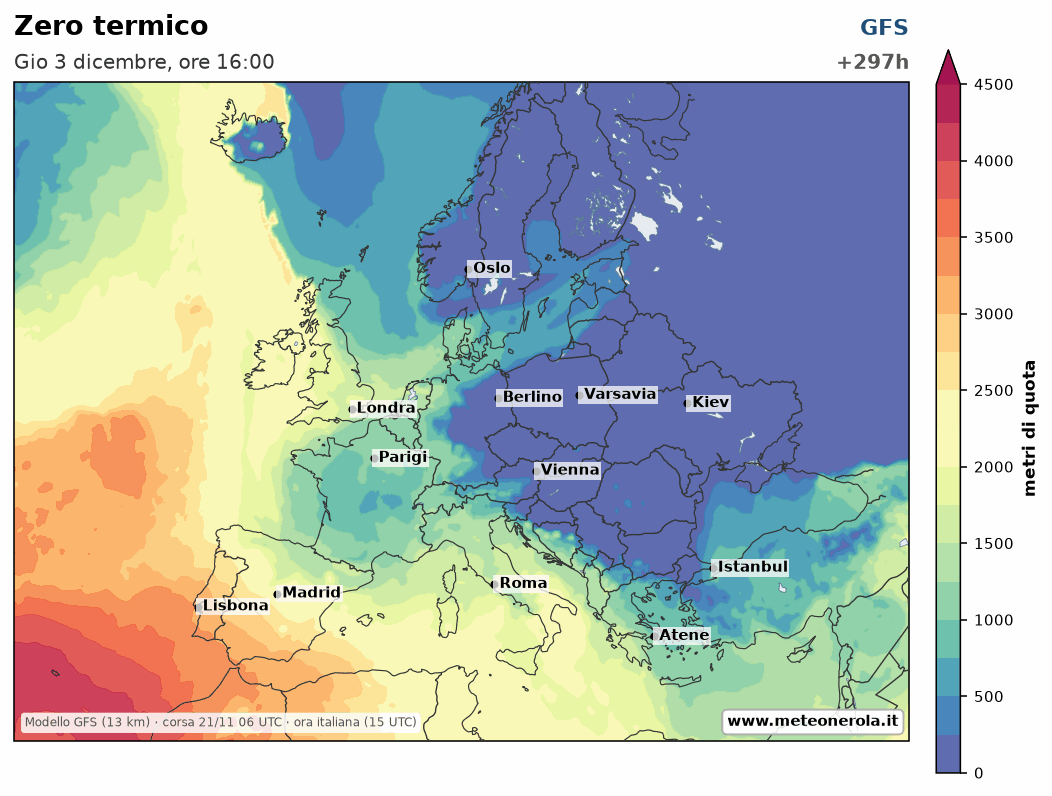 Zero termico
GFS
Gio 3 dicembre, ore 16:00
+297h
4500
4000
3500
3000
2500
2000
1500
1000
500
0
metri di quota
Oslo
Berlino
Varsavia
Kiev
Londra
Parigi
Vienna
Istanbul
Roma
Madrid
Lisbona
Atene
Modello GFS (13 km) · corsa 21/11 06 UTC · ora italiana (15 UTC)
www.meteonerola.it